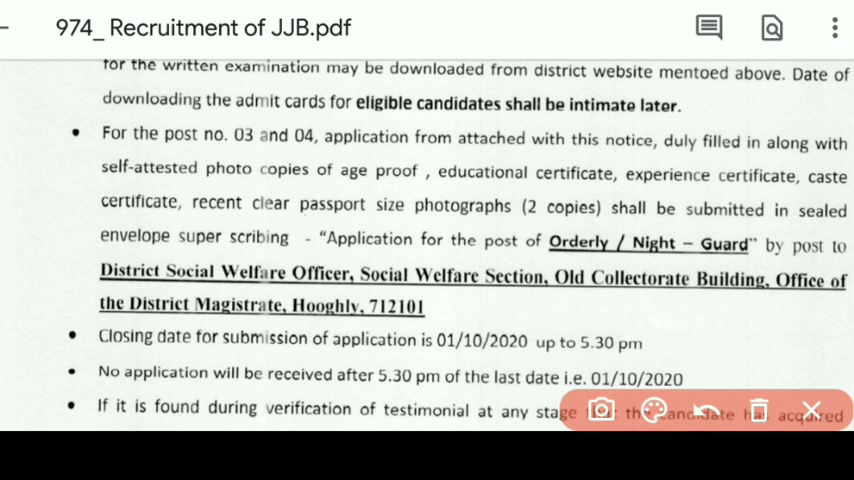 974_ Recruitment of JJB.pdf
for the written examination may be downloaded from district website mentoed above. Date of
downloading the admit cards for eligible candidates shall be intimate later.
• For the post no. 03 and 04, application from attached with this notice, duly filled in along with
self-attested photo copies of age proof , educational certificate, experience certificate, caste
certificate, recent clear passport size photographs (2 copies) shall be submitted in sealed
envelope super scribing - "Application for the post of Orderly / Night – Guard" by post to
District Social Welfare Officer, Social Welfare Section, Old Collectorate Building, Office of
the District Magistrate, Hooghly, 712101
• Closing date for submission of application is 01/10/2020 up to 5.30 pm
• No application will be received after 5.30 pm of the last date i.e. 01/10/2020
• If it is found during verification of testimonial at any stage the candidate has acquired